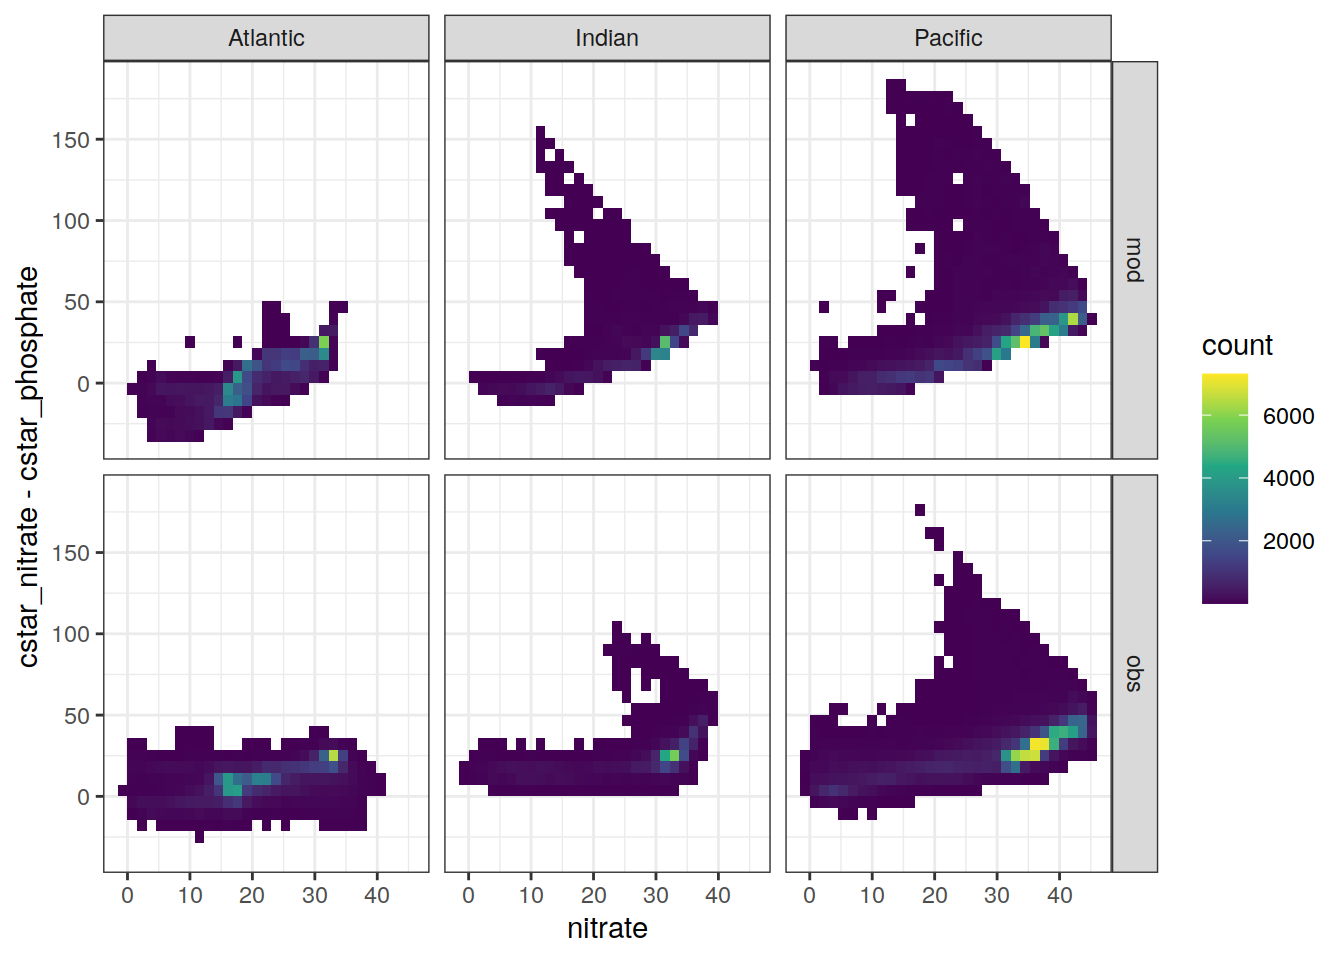 Atlantic Indian Pacific
150
100
50
0
mod
150
100
50
0
obs
0 10 20 30 40 0 10 20 30 40 0 10 20 30 40
nitrate
cstar_nitrate - cstar_phosphate
count
6000
4000
2000